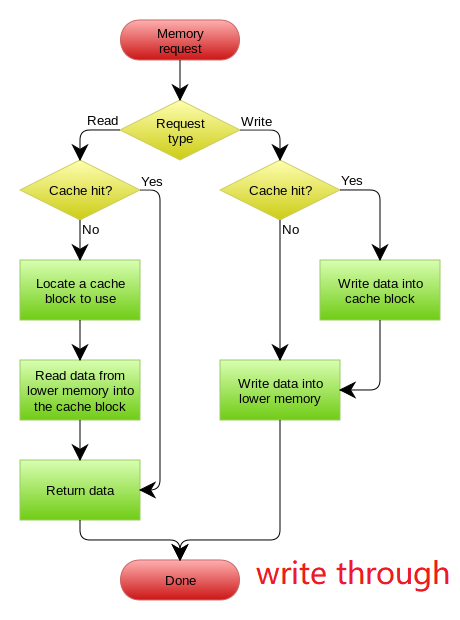 Memory
request
Request
type
Read
Write
Cache hit?
Yes
No
Cache hit?
Yes
No
Locate a cache
block to use
Write data into
cache block
Read data from
lower memory into
the cache block
Write data into
lower memory
Return data
Done
write through